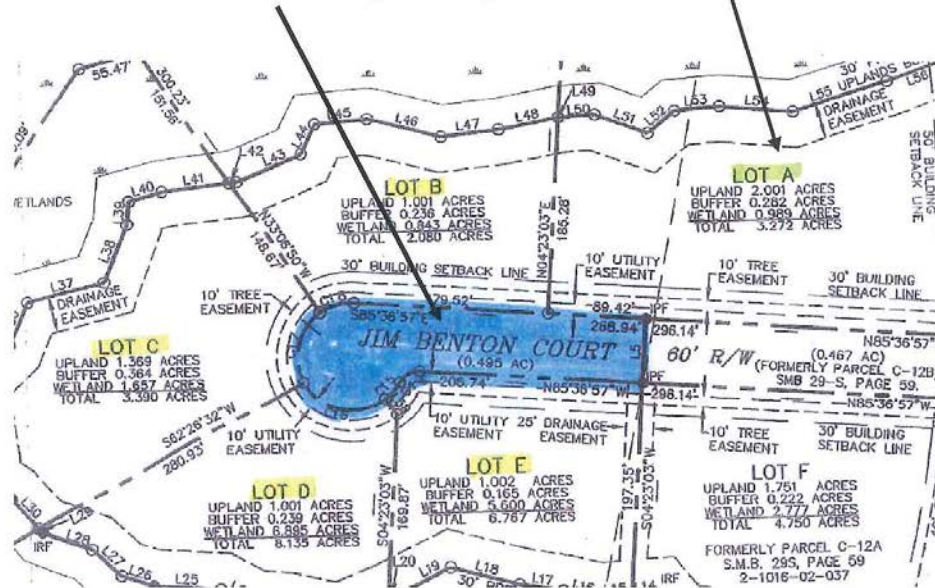 55.47'
300.23'
151.56'
L42
L43
L44
L45
L46
L47
L48
L49
L50
L51
L52
L53
L54
L55
L56
30' UPLANDS BU
DRAINAGE
EASEMENT
50' BUILDING
SETBACK LINE
WETLANDS
L37
L38
L39
L40
L41
DRAINAGE
EASEMENT
LOT B
UPLAND 1.001 ACRES
BUFFER 0.236 ACRES
WETLAND 0.843 ACRES
TOTAL 2.080 ACRES
LOT A
UPLAND 2.001 ACRES
BUFFER 0.282 ACRES
WETLAND 0.989 ACRES
TOTAL 3.272 ACRES
N33°06'30"W
148.67'
N04°23'03"E
185.28'
30' BUILDING SETBACK LINE
10' UTILITY
EASEMENT
10' TREE
EASEMENT
30' BUILDING
SETBACK LINE
10' TREE
EASEMENT
79.52'
S85°36'57"E
89.42'
IPF
268.94'
296.14'
JIM BENTON COURT
(0.495 AC)
60' R/W
(0.467 AC)
(FORMERLY PARCEL C-12B)
SMB 29-S, PAGE 59.
N85°36'57"
206.74'
N85°36'57"W
IPF
298.14'
N85°36'57"W
LOT C
UPLAND 1.369 ACRES
BUFFER 0.364 ACRES
WETLAND 1.657 ACRES
TOTAL 3.390 ACRES
S62°26'32"W
280.93'
10' UTILITY
EASEMENT
10' UTILITY
EASEMENT
25' DRAINAGE
EASEMENT
10' TREE
EASEMENT
30' BUILDING
SETBACK LINE
LOT D
UPLAND 1.001 ACRES
BUFFER 0.239 ACRES
WETLAND 6.895 ACRES
TOTAL 8.135 ACRES
S04°23'03"W
169.87'
LOT E
UPLAND 1.002 ACRES
BUFFER 0.165 ACRES
WETLAND 5.600 ACRES
TOTAL 6.767 ACRES
197.35'
S04°23'03"W
LOT F
UPLAND 1.751 ACRES
BUFFER 0.222 ACRES
WETLAND 2.777 ACRES
TOTAL 4.750 ACRES
FORMERLY PARCEL C-12A
S.M.B. 29S, PAGE 59
2-1016-02-037
L30
L29
IRF
L28
L27
L26
L25
L20
L19
L18
L17
IRF